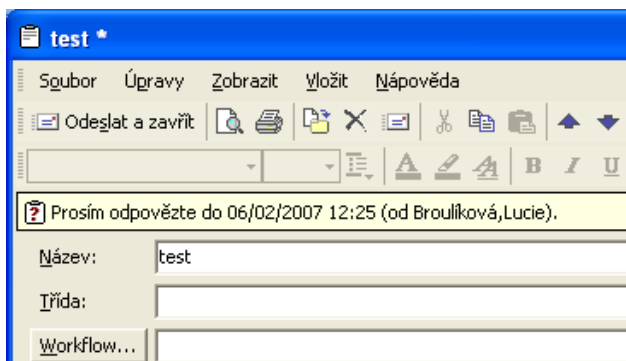 test *
Soubor Úpravy Zobrazit Vložit Nápověda
Odeslat a zavřít
A A B I U
Prosím odpovězte do 06/02/2007 12:25 (od Broulíková,Lucie).
Název: test
Třída:
Workflow...